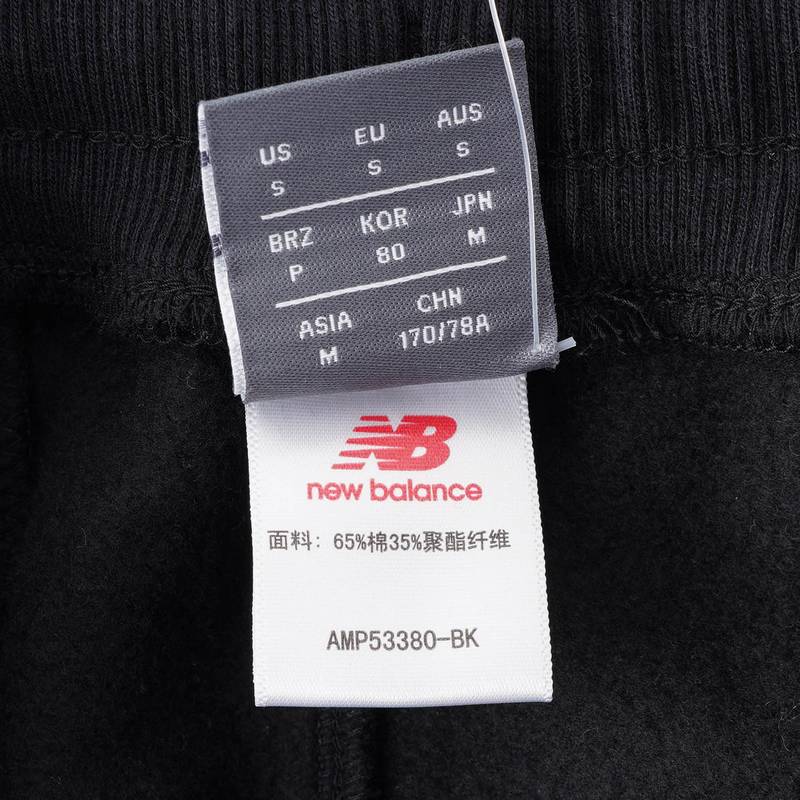 US EU AUS
S S S
BRZ KOR JPN
P 80 M
ASIA CHN
M 170/78A
NB
new balance
面料: 65%棉35%聚酯纤维
AMP53380-BK